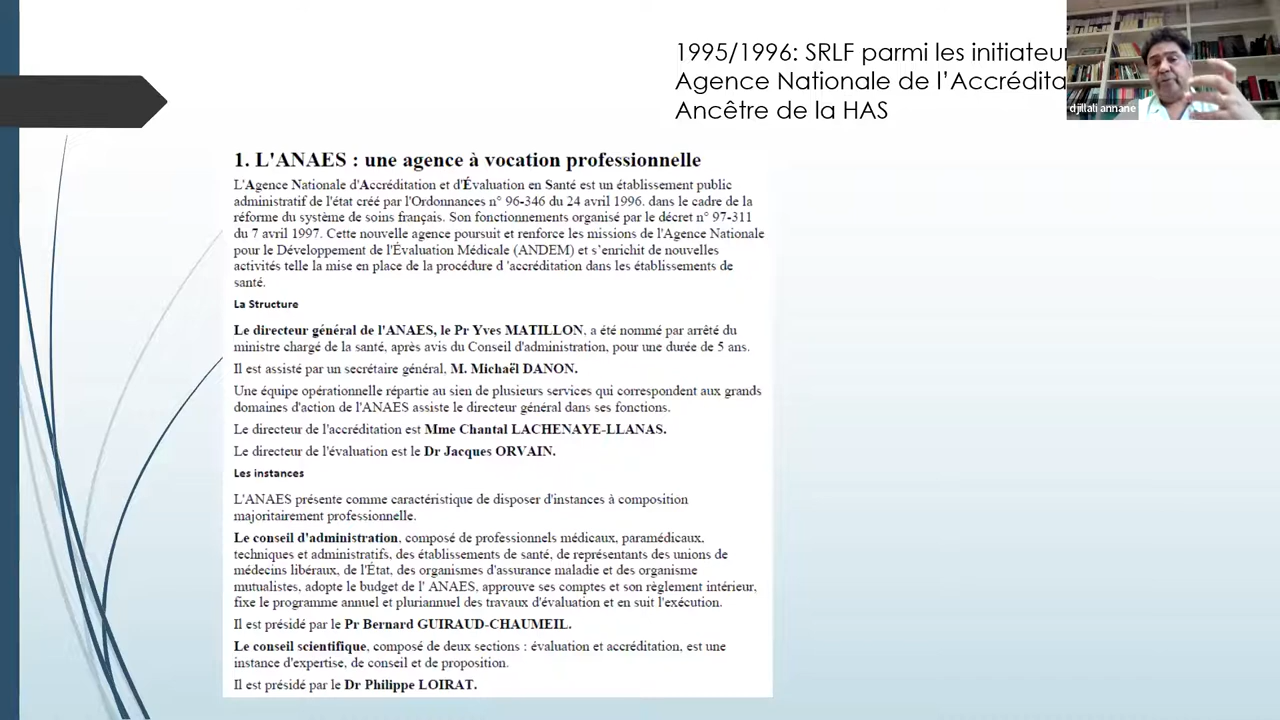 1995/1996: SRLF parmi les initiateu
Agence Nationale de l’Accrédita
Ancêtre de la HAS
djillali annane
1. L'ANAES : une agence à vocation professionnelle
L'Agence Nationale d'Accréditation et d'Évaluation en Santé est un établissement public
administratif de l'état créé par l'Ordonnances n° 96-346 du 24 avril 1996. dans le cadre de la
réforme du système de soins français. Son fonctionnements organisé par le décret n° 97-311
du 7 avril 1997. Cette nouvelle agence poursuit et renforce les missions de l'Agence Nationale
pour le Développement de l'Évaluation Médicale (ANDEM) et s’enrichit de nouvelles
activités telle la mise en place de la procédure d 'accréditation dans les établissements de
santé.
La Structure
Le directeur général de l'ANAES, le Pr Yves MATILLON, a été nommé par arrêté du
ministre chargé de la santé, après avis du Conseil d'administration, pour une durée de 5 ans.
Il est assisté par un secrétaire général, M. Michaël DANON.
Une équipe opérationnelle répartie au sien de plusieurs services qui correspondent aux grands
domaines d'action de l'ANAES assiste le directeur général dans ses fonctions.
Le directeur de l'accréditation est Mme Chantal LACHENAYE-LLANAS.
Le directeur de l'évaluation est le Dr Jacques ORVAIN.
Les instances
L'ANAES présente comme caractéristique de disposer d'instances à composition
majoritairement professionnelle.
Le conseil d'administration, composé de professionnels médicaux, paramédicaux,
techniques et administratifs, des établissements de santé, de représentants des unions de
médecins libéraux, de l'État, des organismes d'assurance maladie et des organisme
mutualistes, adopte le budget de l' ANAES, approuve ses comptes et son règlement intérieur,
fixe le programme annuel et pluriannuel des travaux d'évaluation et en suit l'exécution.
Il est présidé par le Pr Bernard GUIRAUD-CHAUMEIL.
Le conseil scientifique, composé de deux sections : évaluation et accréditation, est une
instance d'expertise, de conseil et de proposition.
Il est présidé par le Dr Philippe LOIRAT.